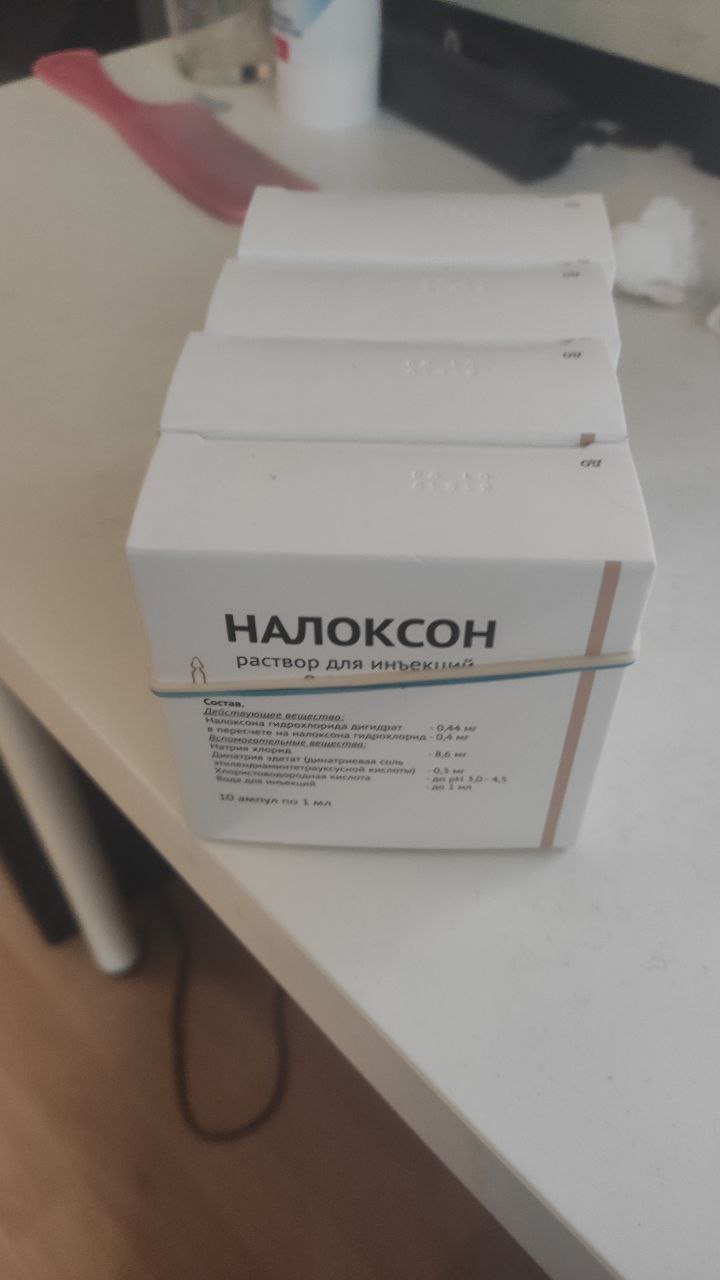 НАЛОКСОН
раствор для инъекций
Состав.
Действующее вещество:
Налоксона гидрохлорида дигидрат - 0,44 мг
в пересчете на налоксона гидрохлорид - 0,4 мг
Вспомогательные вещества:
Натрия хлорид - 8,6 мг
Динатрия эдетат (динатриевая соль
этилендиаминтетрауксусной кислоты) - 0,3 мг
Хлористоводородная кислота - до pH 3,0 - 4,5
Вода для инъекций - до 1 мл
10 ампул по 1 мл